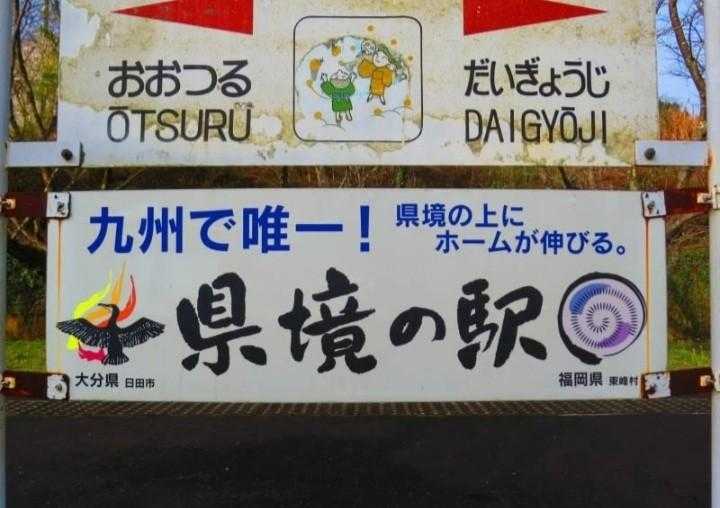 おおつる だいぎょうじ
ŌTSURU DAIGYŌJI
九州で唯一！ 県境の上に
ホームが伸びる。
県境の駅
大分県 日田市 福岡県 東峰村